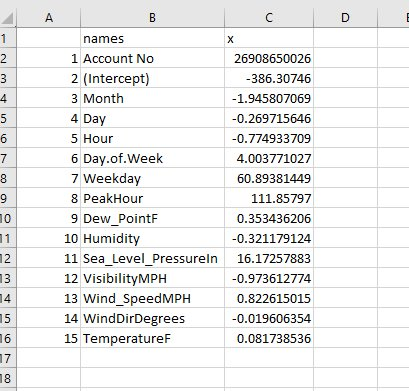 A B C D
1 names x
2 1 Account No 26908650026
3 2 (Intercept) -386.30746
4 3 Month -1.945807069
5 4 Day -0.269715646
6 5 Hour -0.774933709
7 6 Day.of.Week 4.003771027
8 7 Weekday 60.89381449
9 8 PeakHour 111.85797
10 9 Dew_PointF 0.353436206
11 10 Humidity -0.321179124
12 11 Sea_Level_PressureIn 16.17257883
13 12 VisibilityMPH -0.973612774
14 13 Wind_SpeedMPH 0.822615015
15 14 WindDirDegrees -0.019606354
16 15 TemperatureF 0.081738536
17
18